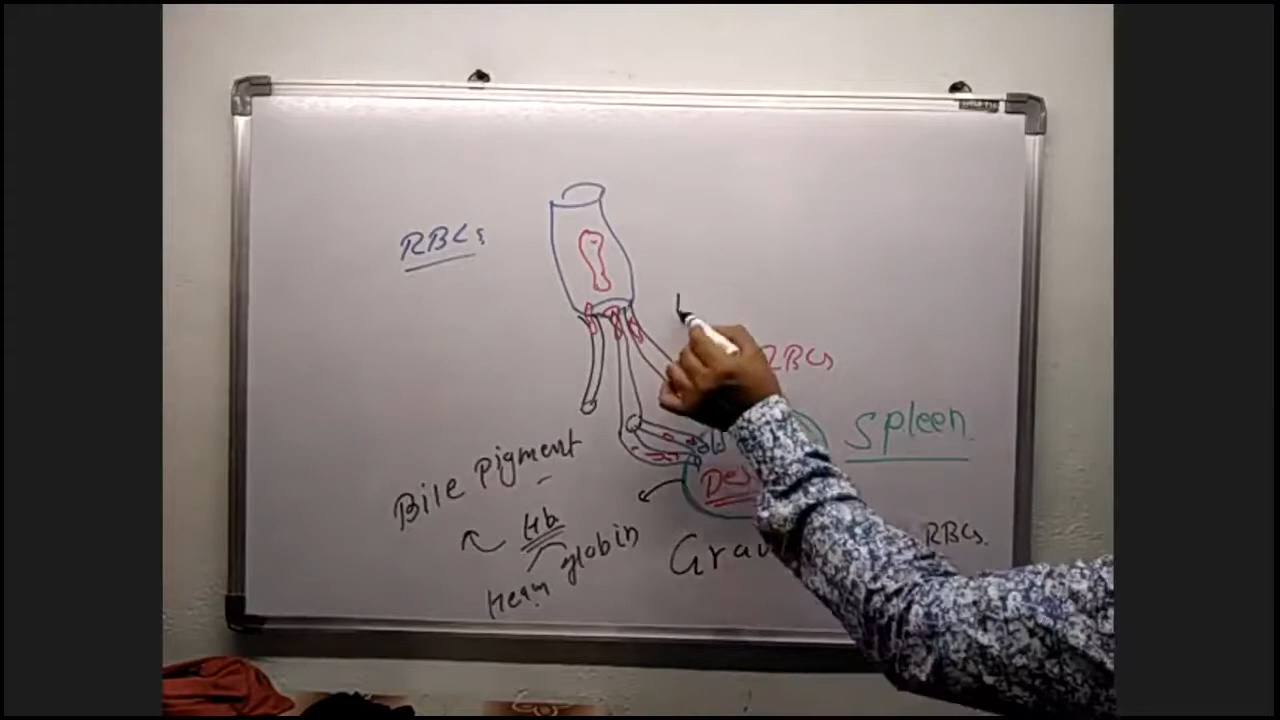 RBCs
RBCs
Spleen
Bile Pigment
Hb
globin
Heam
RBCs.